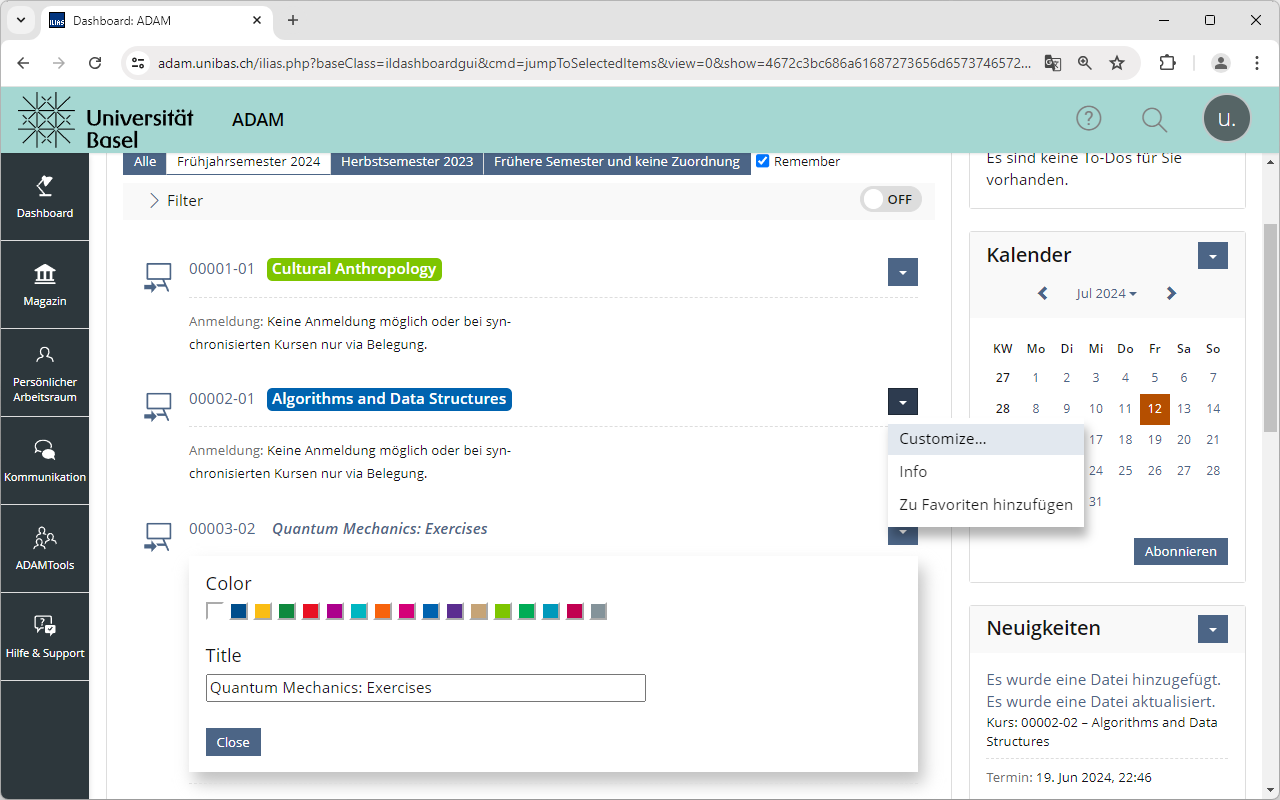 ILIAS
Dashboard: ADAM
adam.unibas.ch/ilias.php?baseClass=ildashboardgui&cmd=jumpToSelectedItems&view=0&show=4672c3bc686a61687273656d6573746572...
Universität
Basel
ADAM
u.
Dashboard
Magazin
Persönlicher
Arbeitsraum
Kommunikation
ADAMTools
Hilfe & Support
Alle
Frühjahrsemester 2024
Herbstsemester 2023
Frühere Semester und keine Zuordnung
Remember
Filter
OFF
00001-01 Cultural Anthropology
Anmeldung: Keine Anmeldung möglich oder bei syn-
chronisierten Kursen nur via Belegung.
00002-01 Algorithms and Data Structures
Anmeldung: Keine Anmeldung möglich oder bei syn-
chronisierten Kursen nur via Belegung.
Customize...
Info
Zu Favoriten hinzufügen
00003-02 Quantum Mechanics: Exercises
Color
Title
Quantum Mechanics: Exercises
Close
Es sind keine To-Dos für Sie
vorhanden.
Kalender
Jul 2024
KW Mo Di Mi Do Fr Sa So
27 1 2 3 4 5 6 7
28 8 9 10 11 12 13 14
17 18 19 20 21
24 25 26 27 28
31
Abonnieren
Neuigkeiten
Es wurde eine Datei hinzugefügt.
Es wurde eine Datei aktualisiert.
Kurs: 00002-02 – Algorithms and Data
Structures
Termin: 19. Jun 2024, 22:46